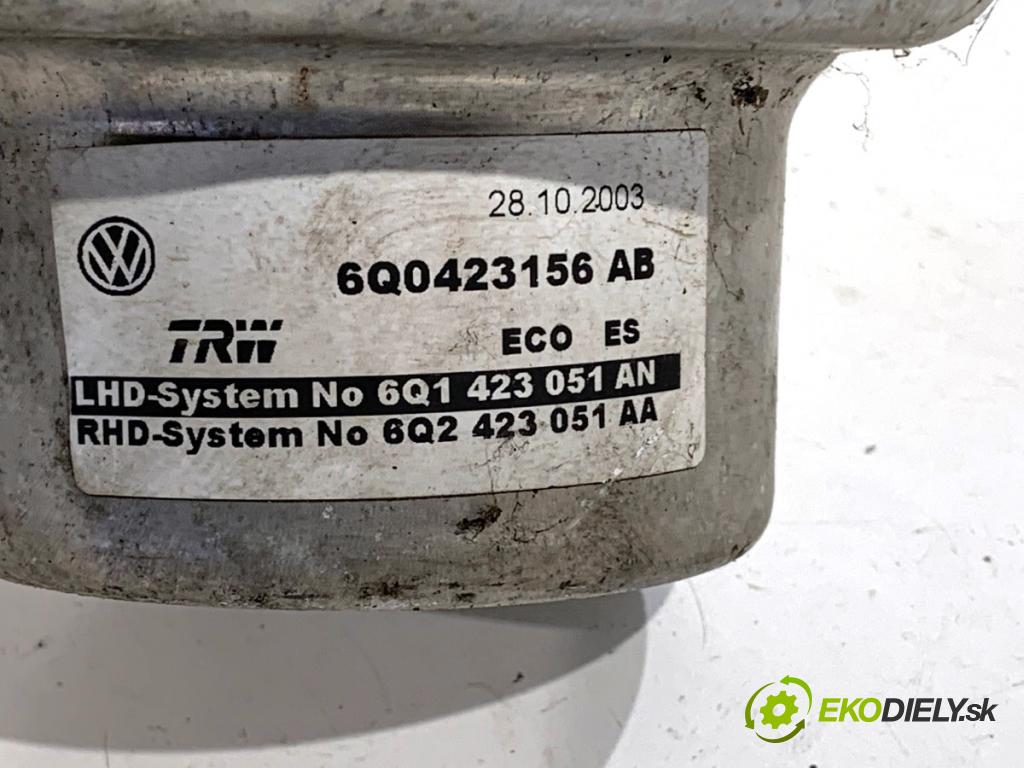 28.10.2003
6Q0423156 AB
TRW
ECO ES
LHD-System No 6Q1 423 051 AN
RHD-System No 6Q2 423 051 AA
EKODIELY.sk